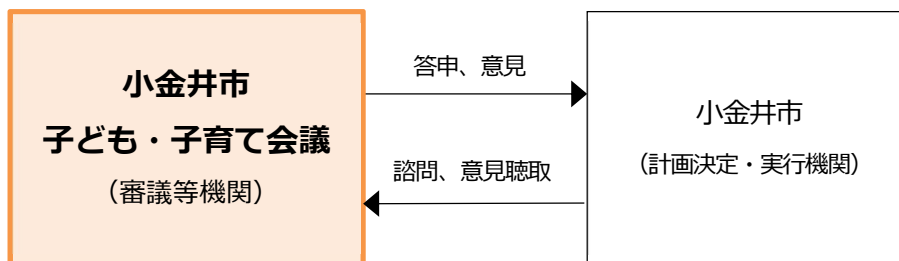 小金井市
子ども・子育て会議
（審議等機関）
答申、意見
諮問、意見聴取
小金井市
（計画決定・実行機関）